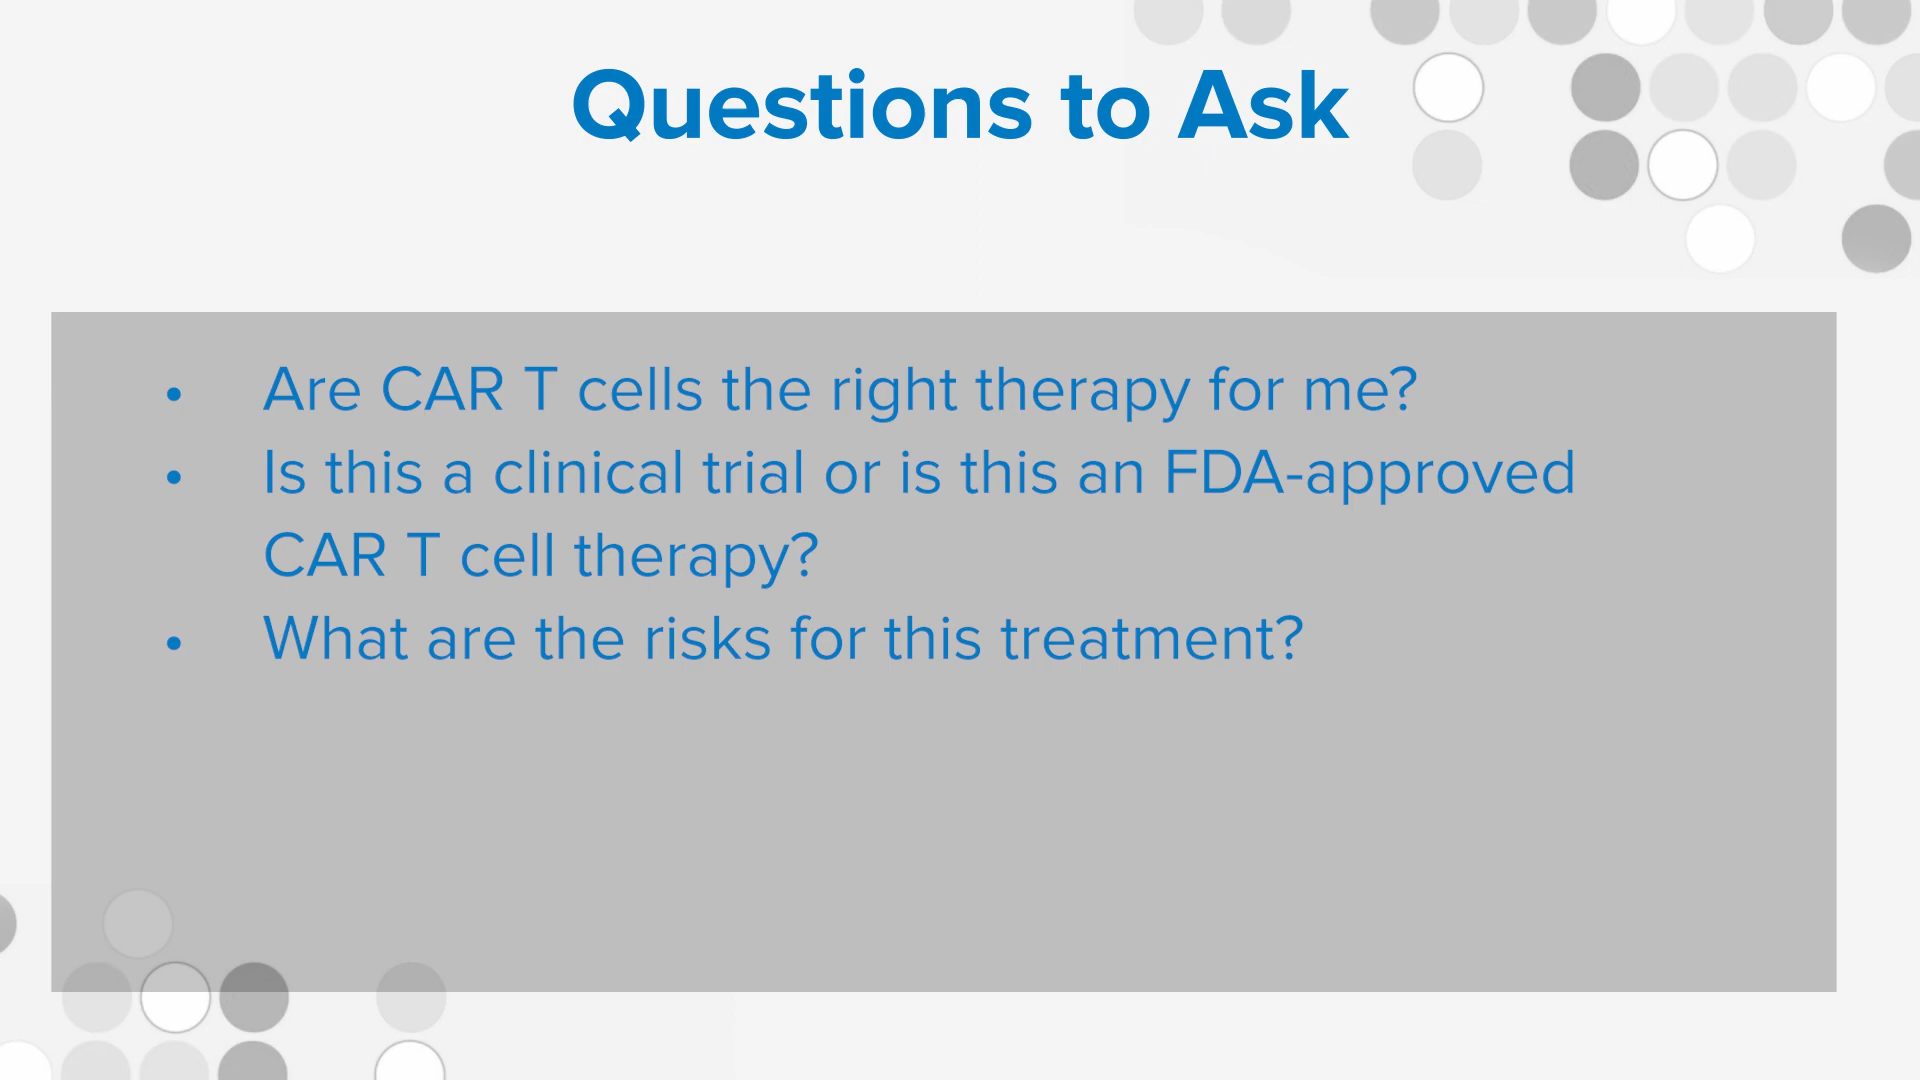 Questions to Ask
• Are CAR T cells the right therapy for me?
• Is this a clinical trial or is this an FDA-approved
CAR T cell therapy?
• What are the risks for this treatment?